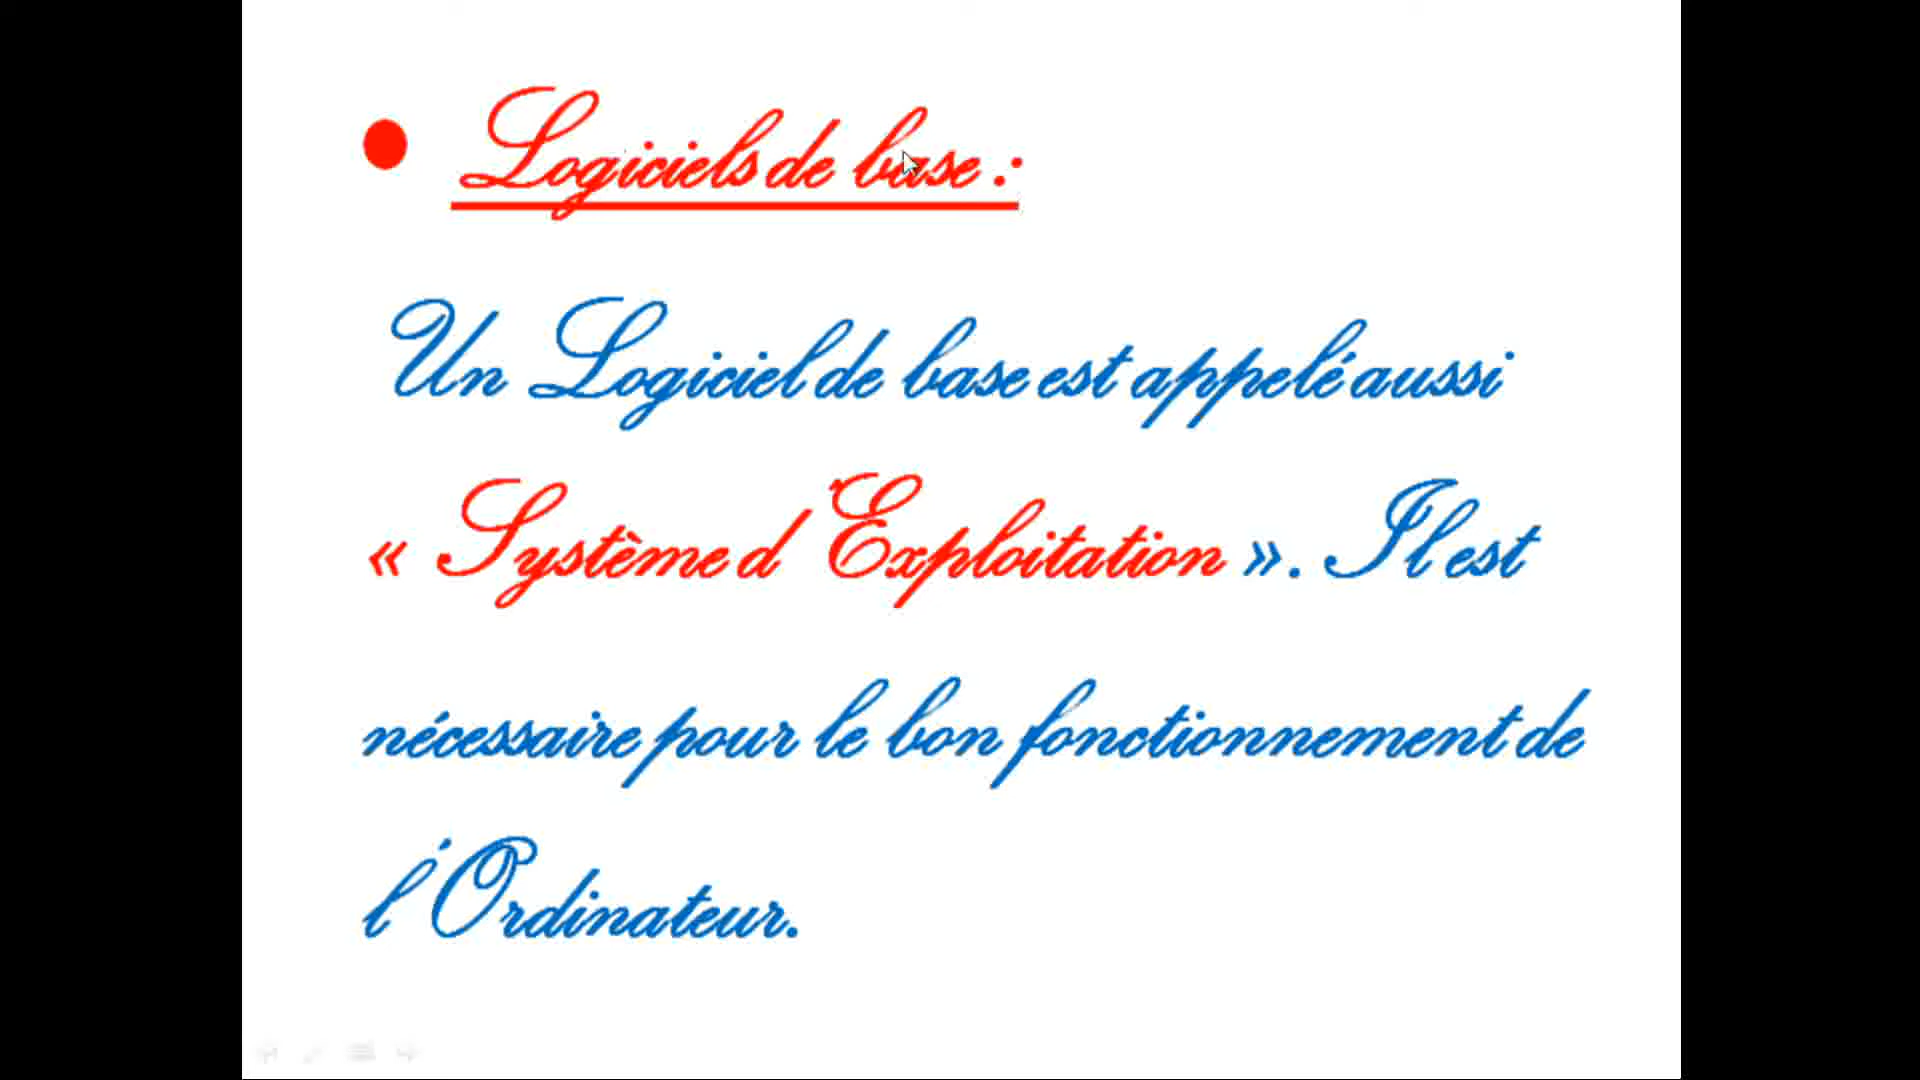 • Logiciels de base :
Un Logiciel de base est appelé aussi
« Système d'Exploitation ». Il est
nécessaire pour le bon fonctionnement de
l'Ordinateur.